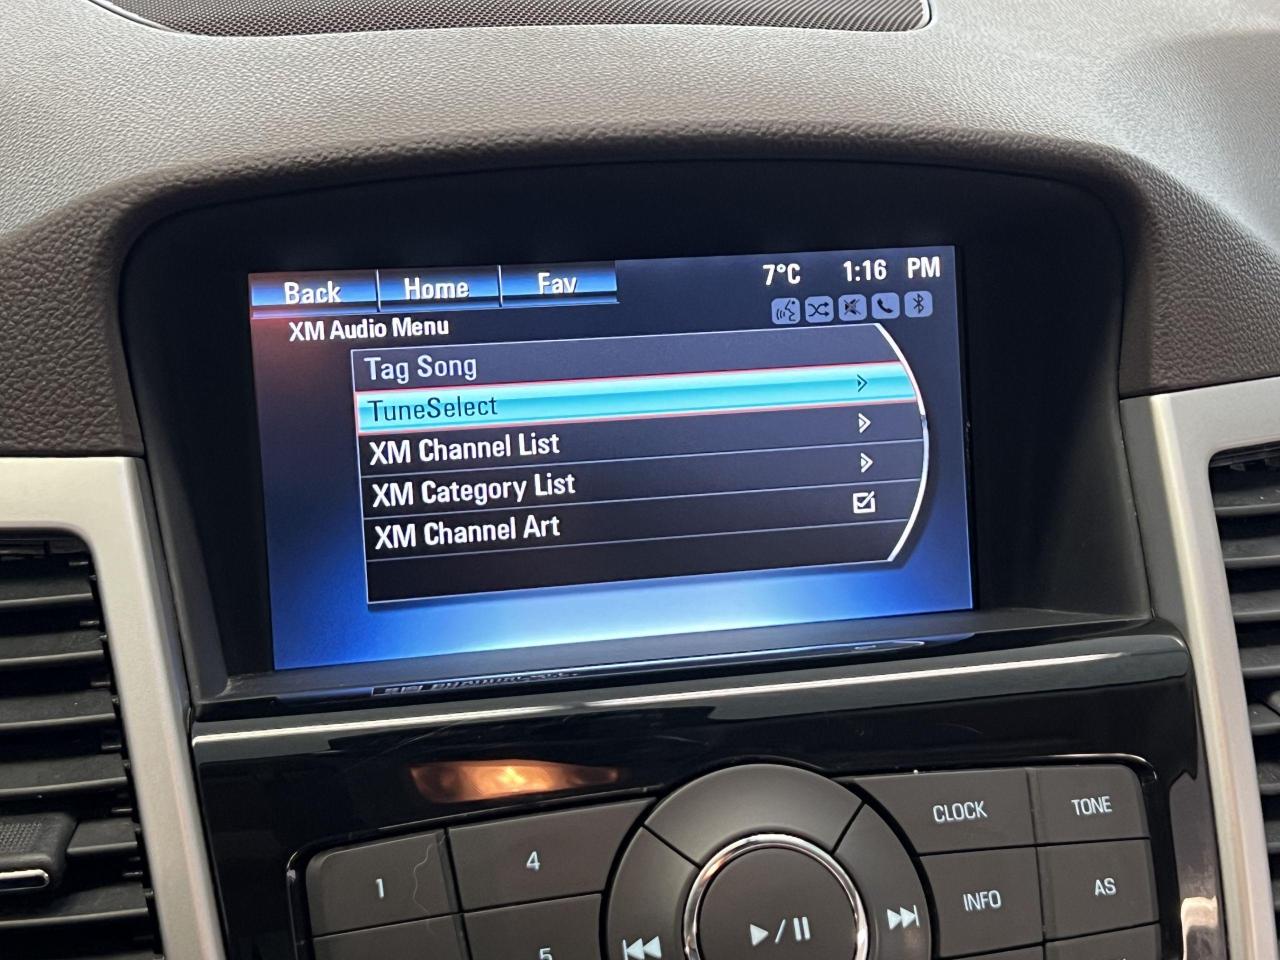 Back Home Fav 7°C 1:16 PM
XM Audio Menu
Tag Song
TuneSelect
XM Channel List
XM Category List
XM Channel Art
CLOCK TONE
1 4
INFO AS
5